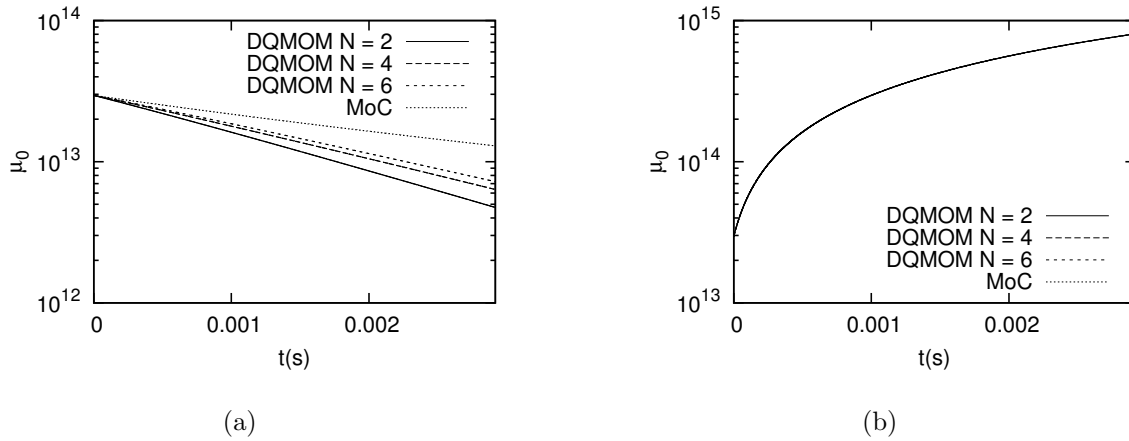 10^14
DQMOM N = 2
DQMOM N = 4
DQMOM N = 6
MoC
μ0
10^13
10^12
0
0.001
0.002
t(s)
(a)
10^15
μ0
10^14
DQMOM N = 2
DQMOM N = 4
DQMOM N = 6
MoC
10^13
0
0.001
0.002
t(s)
(b)